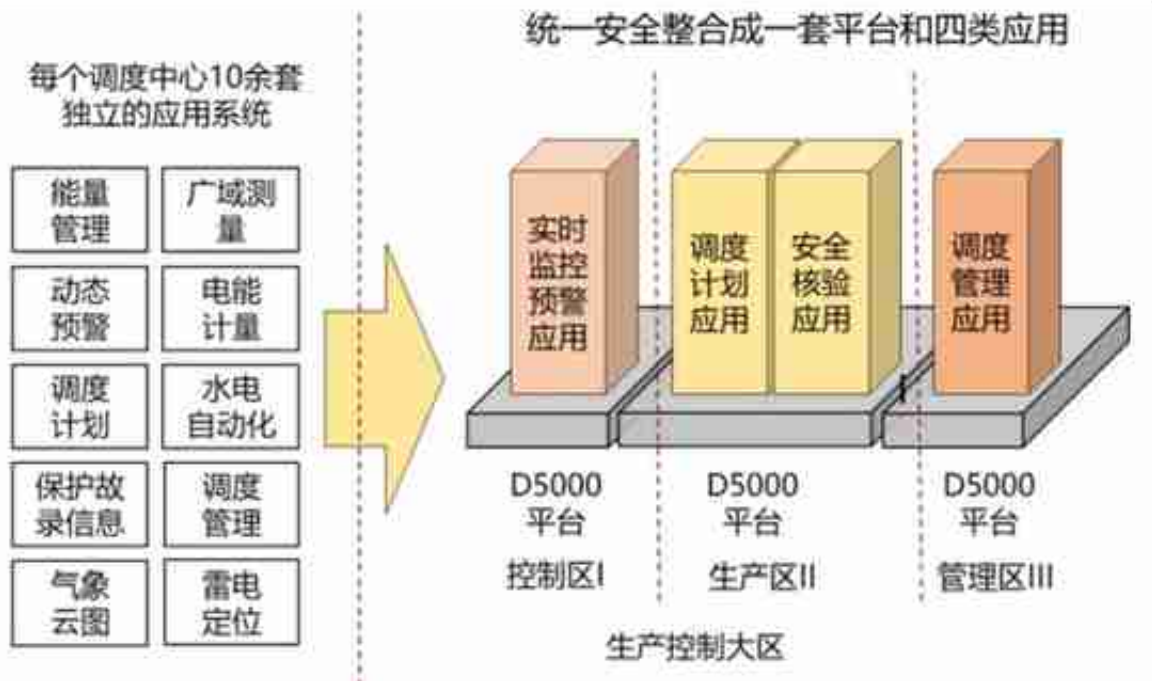 统一安全整合成一套平台和四类应用
每个调度中心10余套
独立的应用系统
能量
管理
广域测
量
动态
预警
电能
计量
调度
计划
水电
自动化
保护故
录信息
调度
管理
气象
云图
雷电
定位
实时
监控
预警
应用
调度
计划
应用
安全
核验
应用
调度
管理
应用
D5000
平台
控制区I
D5000
平台
生产区II
D5000
平台
管理区III
生产控制大区